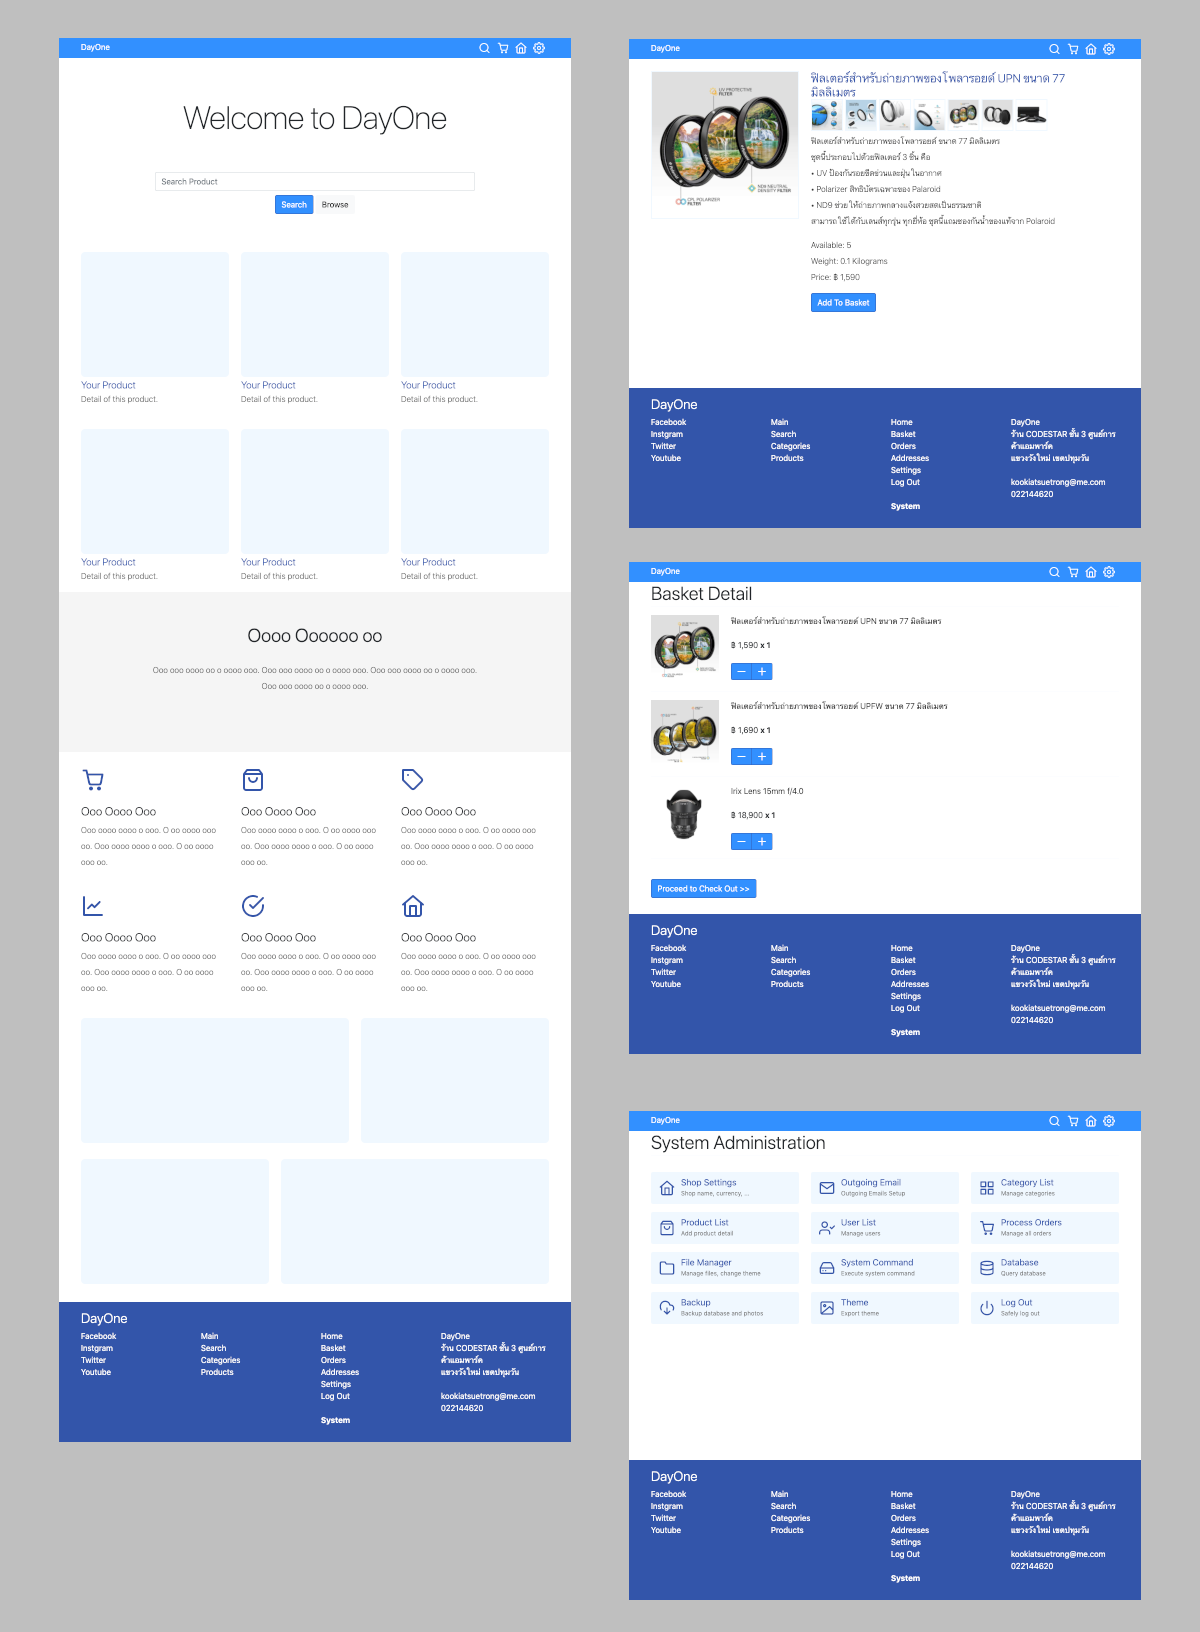 DayOne
Welcome to DayOne
Search Product
Search
Browse
Your Product
Your Product
Your Product
Detail of this product.
Detail of this product.
Detail of this product.
Your Product
Your Product
Your Product
Detail of this product.
Detail of this product.
Detail of this product.
Oooo Oooooo oo
Ooo ooo oooo oo o oooo ooo. Ooo ooo oooo oo o oooo ooo. Ooo ooo oooo oo o oooo ooo.
Ooo ooo oooo oo o oooo ooo.
Ooo Oooo Ooo
Ooo oooo oooo o ooo. O oo oooo ooo
oo. Ooo oooo oooo o ooo. O oo oooo
ooo oo.
Ooo Oooo Ooo
Ooo oooo oooo o ooo. O oo oooo ooo
oo. Ooo oooo oooo o ooo. O oo oooo
ooo oo.
Ooo Oooo Ooo
Ooo oooo oooo o ooo. O oo oooo ooo
oo. Ooo oooo oooo o ooo. O oo oooo
ooo oo.
Ooo Oooo Ooo
Ooo oooo oooo o ooo. O oo oooo ooo
oo. Ooo oooo oooo o ooo. O oo oooo
ooo oo.
Ooo Oooo Ooo
Ooo oooo oooo o ooo. O oo oooo ooo
oo. Ooo oooo oooo o ooo. O oo oooo
ooo oo.
Ooo Oooo Ooo
Ooo oooo oooo o ooo. O oo oooo ooo
oo. Ooo oooo oooo o ooo. O oo oooo
ooo oo.
DayOne
Facebook
Instgram
Twitter
Youtube
Main
Search
Categories
Products
Home
Basket
Orders
Addresses
Settings
Log Out
System
DayOne
ร้าน CODESTAR ชั้น 3 ศูนย์การ
ค้าแอมพาร์ค
แขวงวังใหม่ เขตปทุมวัน
kookiatsuetrong@me.com
022144620
DayOne
UV PROTECTIVE
FILTER
CPL POLARIZER
FILTER
ND9 NEUTRAL
DENSITY FILTER
ฟิลเตอร์สำหรับถ่ายภาพของโพลารอยด์ UPN ขนาด 77
มิลลิเมตร
ฟิลเตอร์สำหรับถ่ายภาพของโพลารอยด์ ขนาด 77 มิลลิเมตร
ชุดนี้ประกอบไปด้วยฟิลเตอร์ 3 ชิ้น คือ
• UV ป้องกันรอยขีดข่วนและฝุ่นในอากาศ
• Polarizer สิทธิบัตรเฉพาะของ Palaroid
• ND9 ช่วยให้ถ่ายภาพกลางแจ้งสวยสดเป็นธรรมชาติ
สามารถใช้ได้กับเลนส์ทุกรุ่น ทุกยี่ห้อ ชุดนี้แถมซองกันน้ำของแท้จาก Polaroid
Available: 5
Weight: 0.1 Kilograms
Price: ฿ 1,590
Add To Basket
DayOne
Facebook
Instgram
Twitter
Youtube
Main
Search
Categories
Products
Home
Basket
Orders
Addresses
Settings
Log Out
System
DayOne
ร้าน CODESTAR ชั้น 3 ศูนย์การ
ค้าแอมพาร์ค
แขวงวังใหม่ เขตปทุมวัน
kookiatsuetrong@me.com
022144620
DayOne
Basket Detail
ฟิลเตอร์สำหรับถ่ายภาพของโพลารอยด์ UPN ขนาด 77 มิลลิเมตร
฿ 1,590 x 1
ฟิลเตอร์สำหรับถ่ายภาพของโพลารอยด์ UPFW ขนาด 77 มิลลิเมตร
฿ 1,690 x 1
Irix Lens 15mm f/4.0
฿ 18,900 x 1
Proceed to Check Out >>
DayOne
Facebook
Instgram
Twitter
Youtube
Main
Search
Categories
Products
Home
Basket
Orders
Addresses
Settings
Log Out
System
DayOne
ร้าน CODESTAR ชั้น 3 ศูนย์การ
ค้าแอมพาร์ค
แขวงวังใหม่ เขตปทุมวัน
kookiatsuetrong@me.com
022144620
DayOne
System Administration
Shop Settings
Shop name, currency, ...
Outgoing Email
Outgoing Emails Setup
Category List
Manage categories
Product List
Add product detail
User List
Manage users
Process Orders
Manage all orders
File Manager
Manage files, change theme
System Command
Execute system command
Database
Query database
Backup
Backup database and photos
Theme
Export theme
Log Out
Safely log out
DayOne
Facebook
Instgram
Twitter
Youtube
Main
Search
Categories
Products
Home
Basket
Orders
Addresses
Settings
Log Out
System
DayOne
ร้าน CODESTAR ชั้น 3 ศูนย์การ
ค้าแอมพาร์ค
แขวงวังใหม่ เขตปทุมวัน
kookiatsuetrong@me.com
022144620